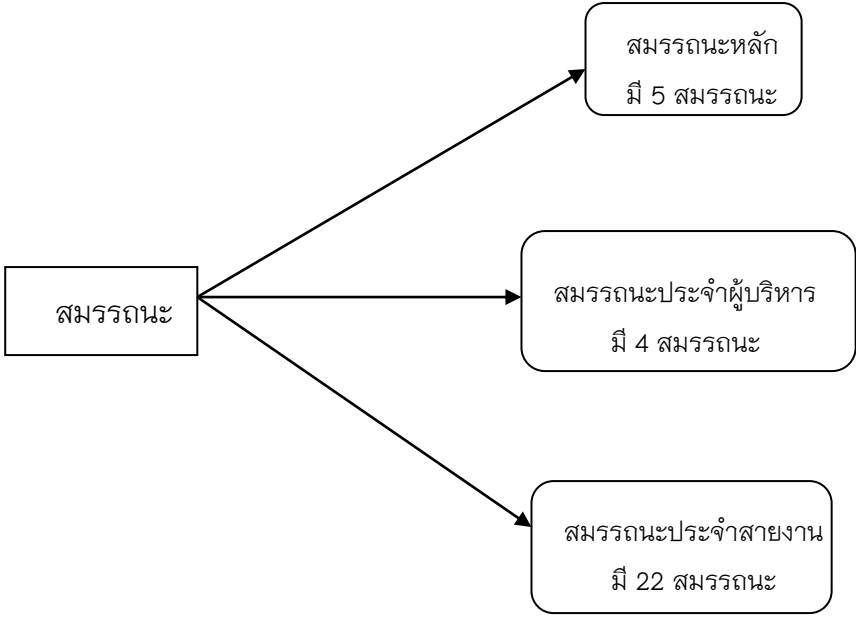 สมรรถนะหลัก
มี 5 สมรรถนะ
สมรรถนะ
สมรรถนะประจำผู้บริหาร
มี 4 สมรรถนะ
สมรรถนะประจำสายงาน
มี 22 สมรรถนะ